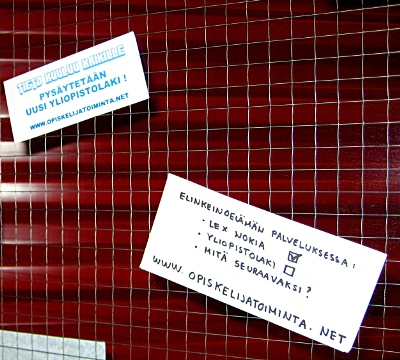 TIETO KUULUU KAIKILLE
PYSÄYTETÄÄN
UUSI YLIOPISTOLAKI !
WWW.OPISKELIJATOIMINTA.NET
ELINKEINOELÄMÄN PALVELUKSESSA:
• LEX NOKIA ☑
• YLIOPISTOLAKI ☐
• MITÄ SEURAAVAKSI?
WWW. OPISKELIJATOIMINTA. NET